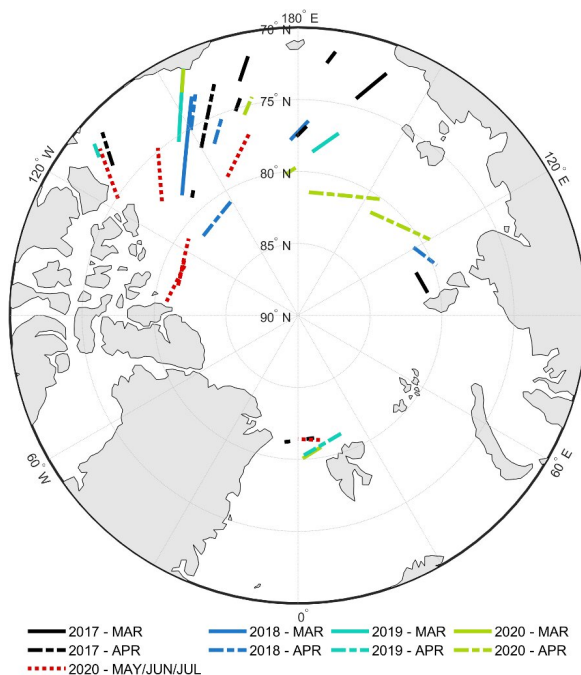 180° E
70° N
75° N
80° N
85° N
90° N
120° W
60° W
60° E
0°
2017 - MAR
2018 - MAR
2019 - MAR
2020 - MAR
2017 - APR
2018 - APR
2019 - APR
2020 - APR
2020 - MAY/JUN/JUL